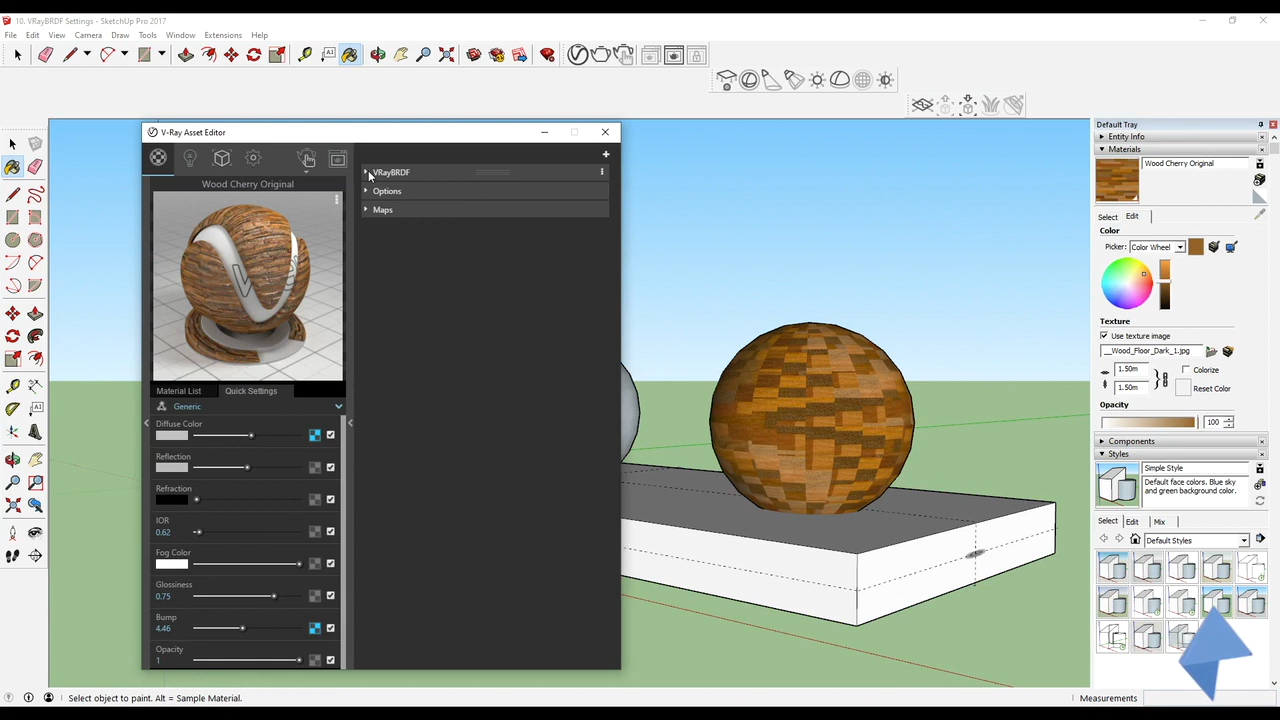 10. VRayBRDF Settings - SketchUp Pro 2017
File Edit View Camera Draw Tools Window Extensions Help
V-Ray Asset Editor
Wood Cherry Original
Material List Quick Settings
Generic
Diffuse Color
Reflection
Refraction
IOR
0.62
Fog Color
Glossiness
0.75
Bump
4.46
Opacity
1
VRayBRDF
Options
Maps
Default Tray
Entity Info
Materials
Wood Cherry Original
Select Edit
Color
Picker: Color Wheel
Texture
Use texture image
__Wood_Floor_Dark_1.jpg
1.50m Colorize
1.50m Reset Color
Opacity
100
Components
Styles
Simple Style
Default face colors. Blue sky
and green background color.
Select Edit Mix
Default Styles
Select object to paint. Alt = Sample Material.
Measurements